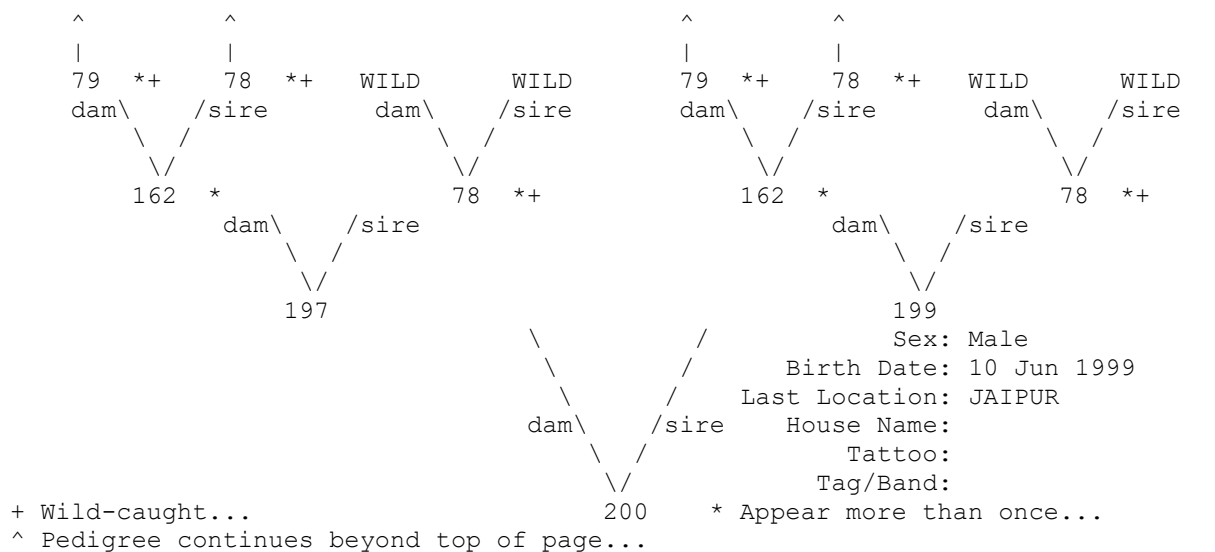 ^ ^ ^ ^
| | | |
79 *+ 78 *+ WILD WILD 79 *+ 78 *+ WILD WILD
dam\ /sire dam\ /sire dam\ /sire dam\ /sire
\ / \ / \ / \ /
\/ \/ \/ \/
162 * 78 *+ 162 * 78 *+
dam\ /sire dam\ /sire
\ / \ /
\/ \/
197 199
\ / Sex: Male
\ / Birth Date: 10 Jun 1999
\ / Last Location: JAIPUR
dam\ /sire House Name:
\ / Tattoo:
\/ Tag/Band:
+ Wild-caught... 200 * Appear more than once...
^ Pedigree continues beyond top of page...